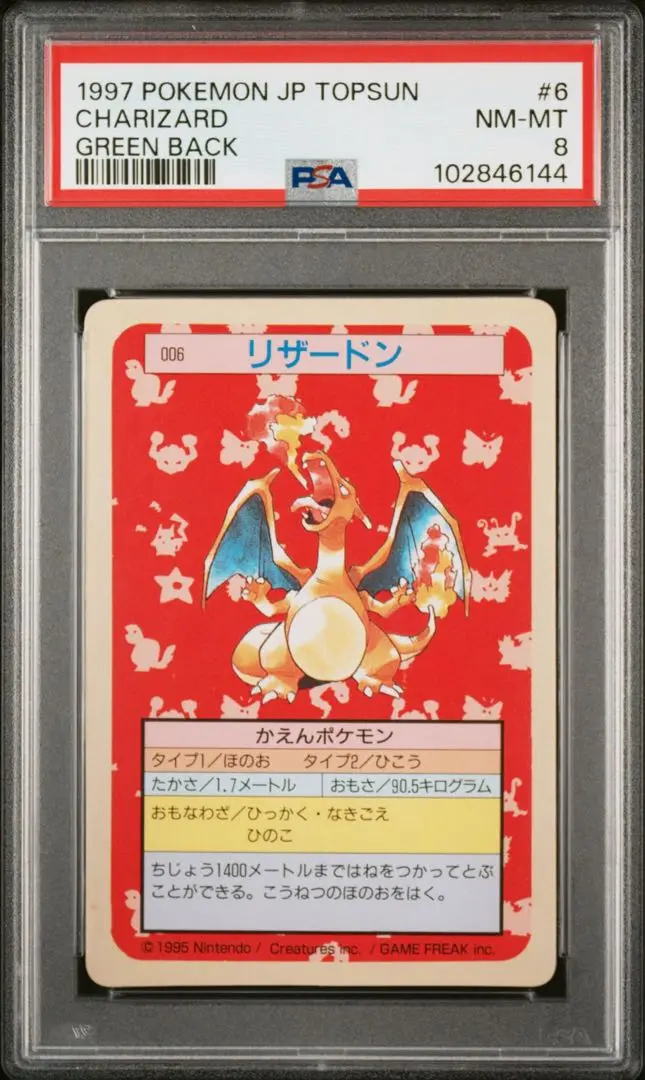 1997 POKEMON JP TOPSUN #6
CHARIZARD NM-MT
GREEN BACK 8
PSA 102846144
006 リザードン
かえんポケモン
タイプ1/ほのお タイプ2/ひこう
たかさ/1.7メートル おもさ/90.5キログラム
おもなわざ/ひっかく・なきごえ
ひのこ
ちじょう1400メートルまではねをつかってとぶ
ことができる。こうねつのほのおをはく。
© 1995 Nintendo / Creatures inc. / GAME FREAK inc.